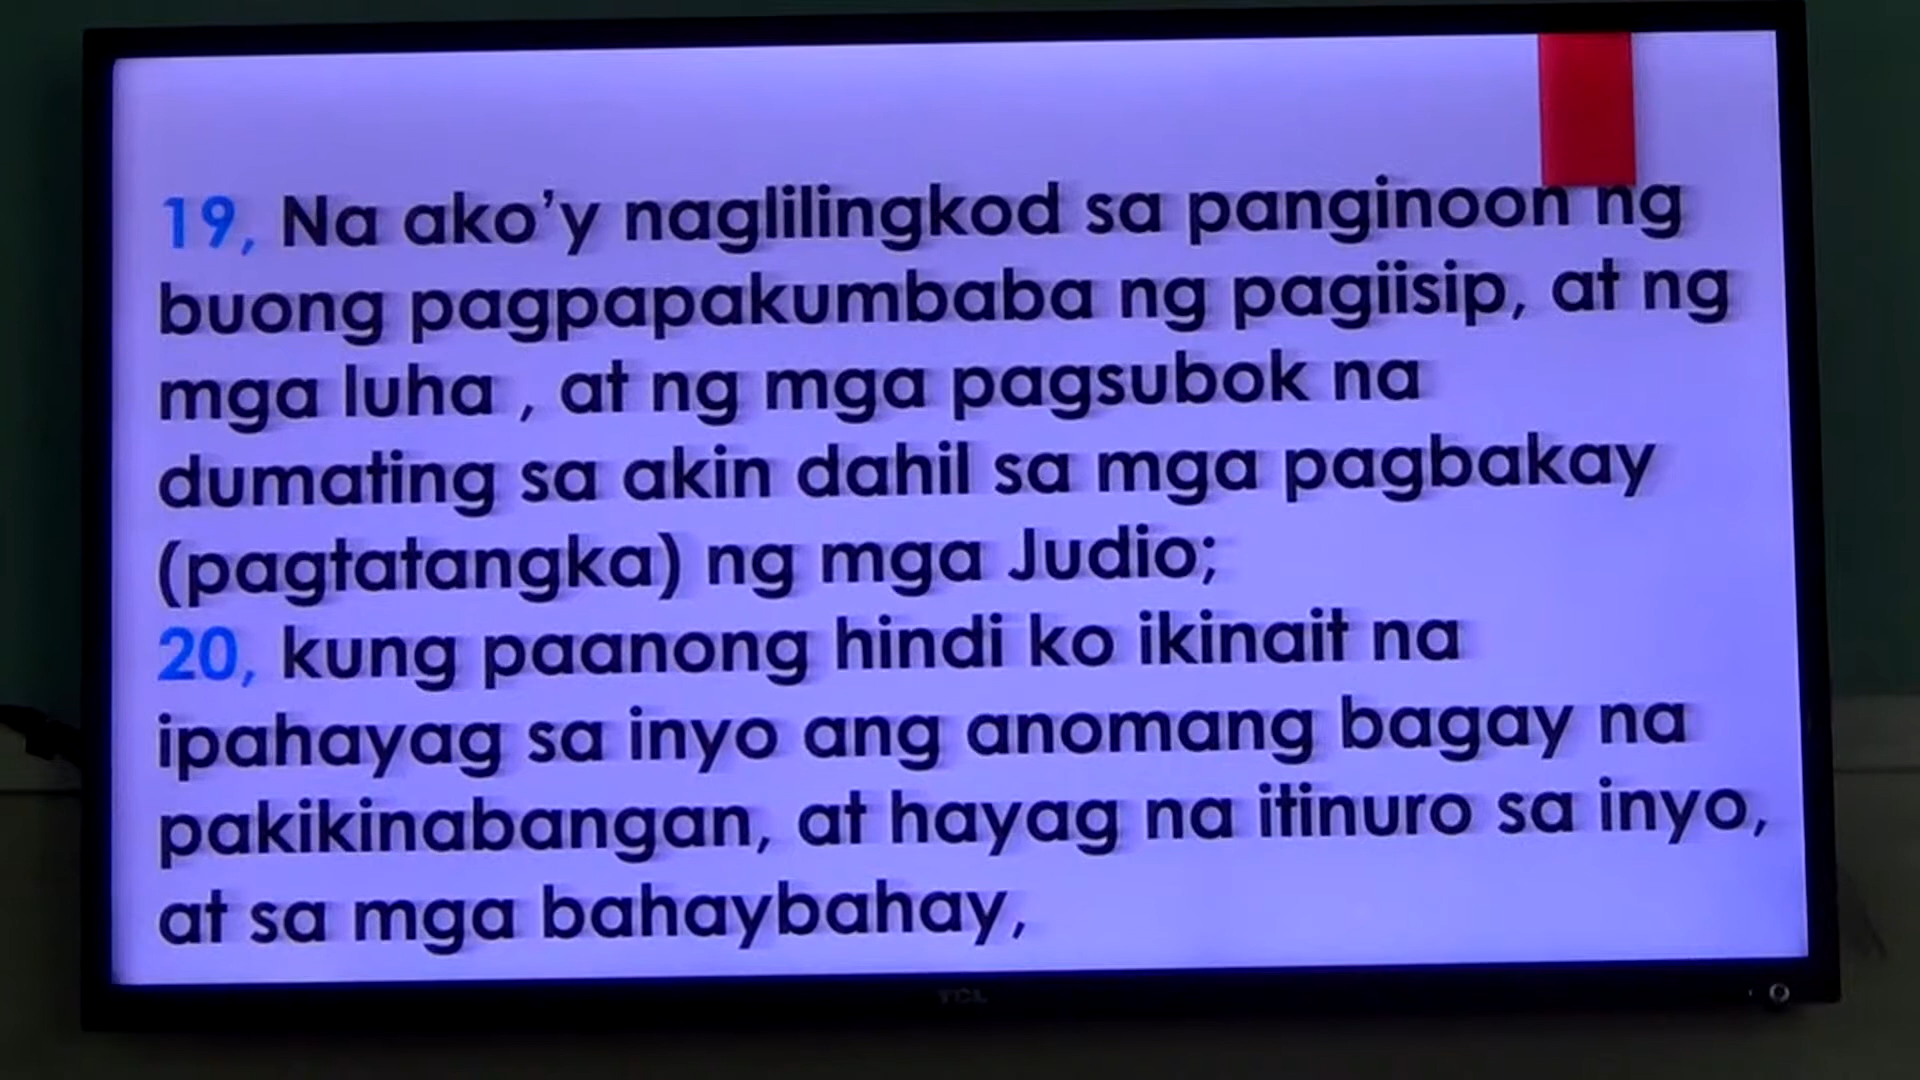 19, Na ako’y naglilingkod sa panginoon ng
buong pagpapakumbaba ng pagiisip, at ng
mga luha , at ng mga pagsubok na
dumating sa akin dahil sa mga pagbakay
(pagtatangka) ng mga Judio;
20, kung paanong hindi ko ikinait na
ipahayag sa inyo ang anomang bagay na
pakikinabangan, at hayag na itinuro sa inyo,
at sa mga bahaybahay,
TCL